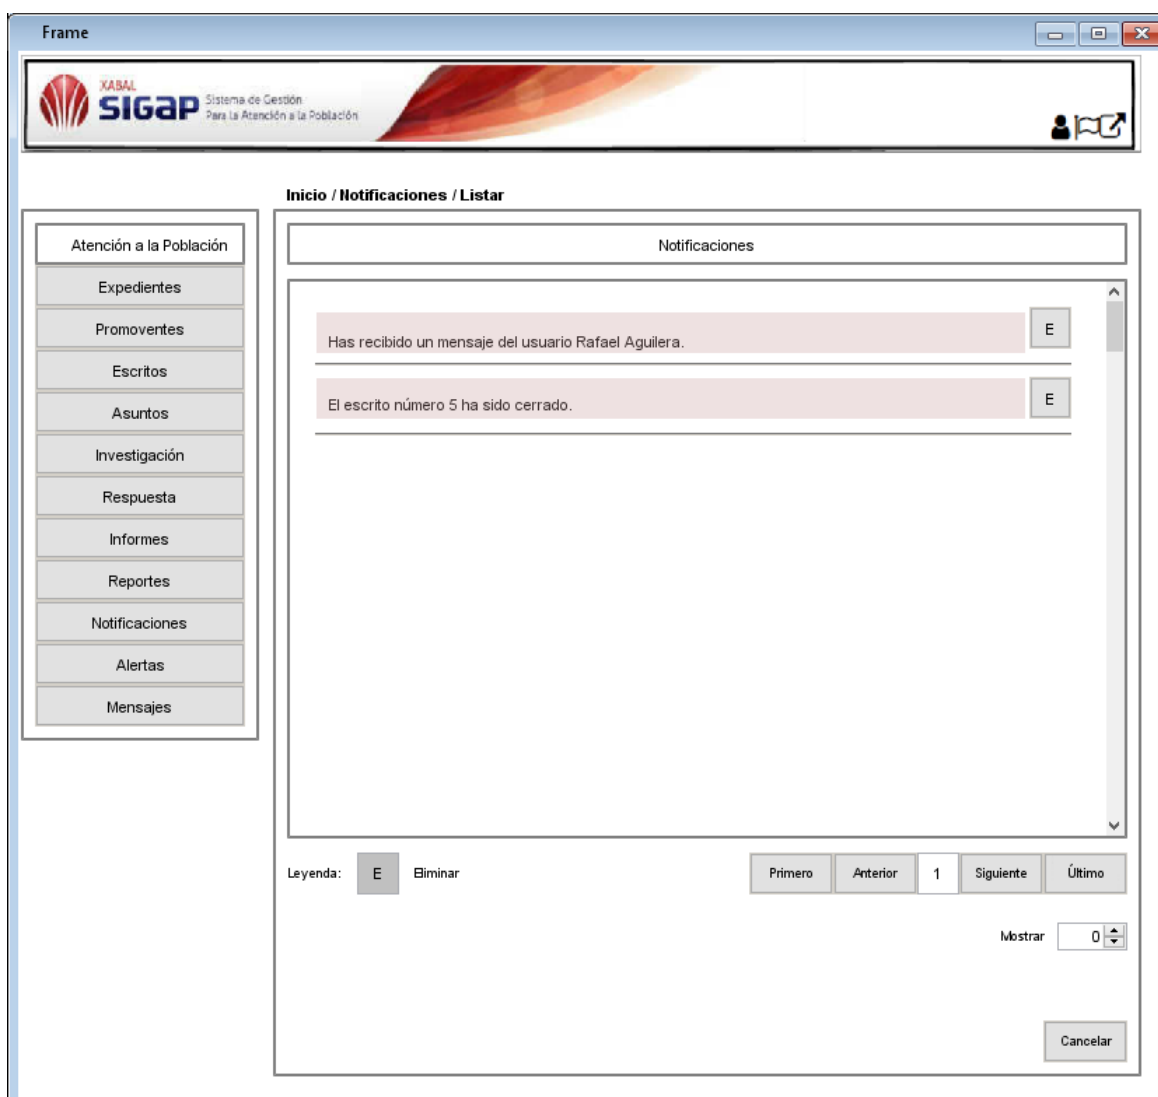 Frame
XABAL
SIGap
Sistema de Gestión
Para la Atención a la Población
Inicio / Notificaciones / Listar
Atención a la Población
Expedientes
Promoventes
Escritos
Asuntos
Investigación
Respuesta
Informes
Reportes
Notificaciones
Alertas
Mensajes
Notificaciones
Has recibido un mensaje del usuario Rafael Aguilera.
E
El escrito número 5 ha sido cerrado.
E
Leyenda: E Eliminar
Primero Anterior 1 Siguiente Último
Mostrar 0
Cancelar